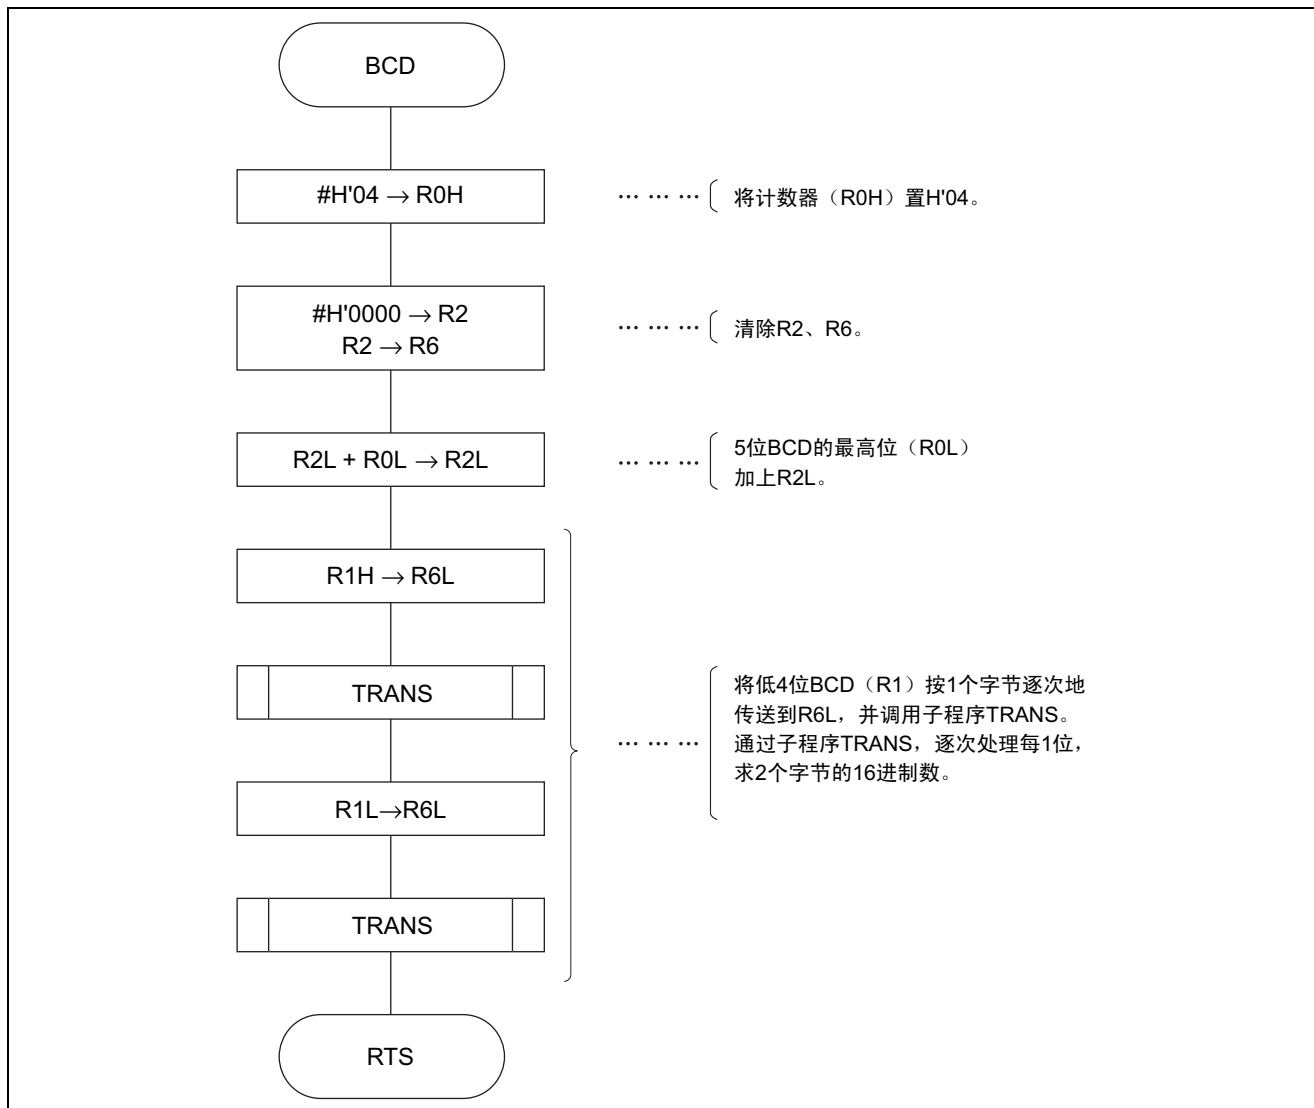 BCD
#H'04 → R0H
… … … 将计数器（R0H）置H'04。
#H'0000 → R2
R2 → R6
… … … 清除R2、R6。
R2L + R0L → R2L
… … … 5位BCD的最高位（R0L）
加上R2L。
R1H → R6L
TRANS
R1L→R6L
TRANS
… … … 将低4位BCD（R1）按1个字节逐次地
传送到R6L，并调用子程序TRANS。
通过子程序TRANS，逐次处理每1位，
求2个字节的16进制数。
RTS